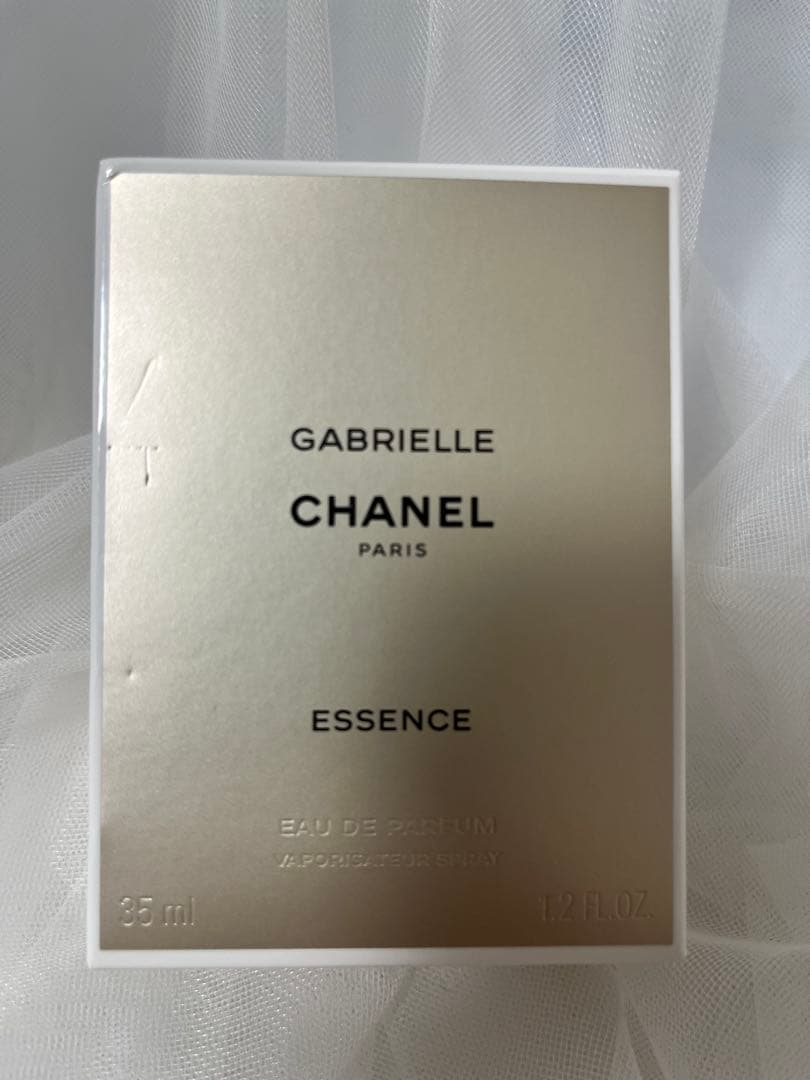 GABRIELLE
CHANEL
PARIS
ESSENCE
EAU DE PARFUM
VAPORISATEUR SPRAY
35 ml 1.2 FL.OZ.